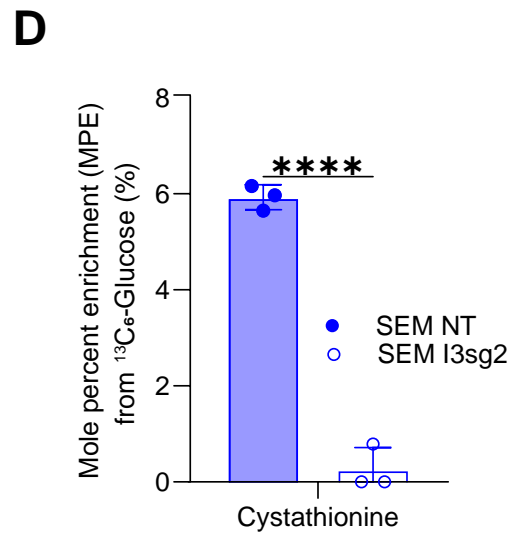 D
Mole percent enrichment (MPE)
from ¹³C₆-Glucose (%)
8
6
4
2
0
****
SEM NT
SEM I3sg2
Cystathionine